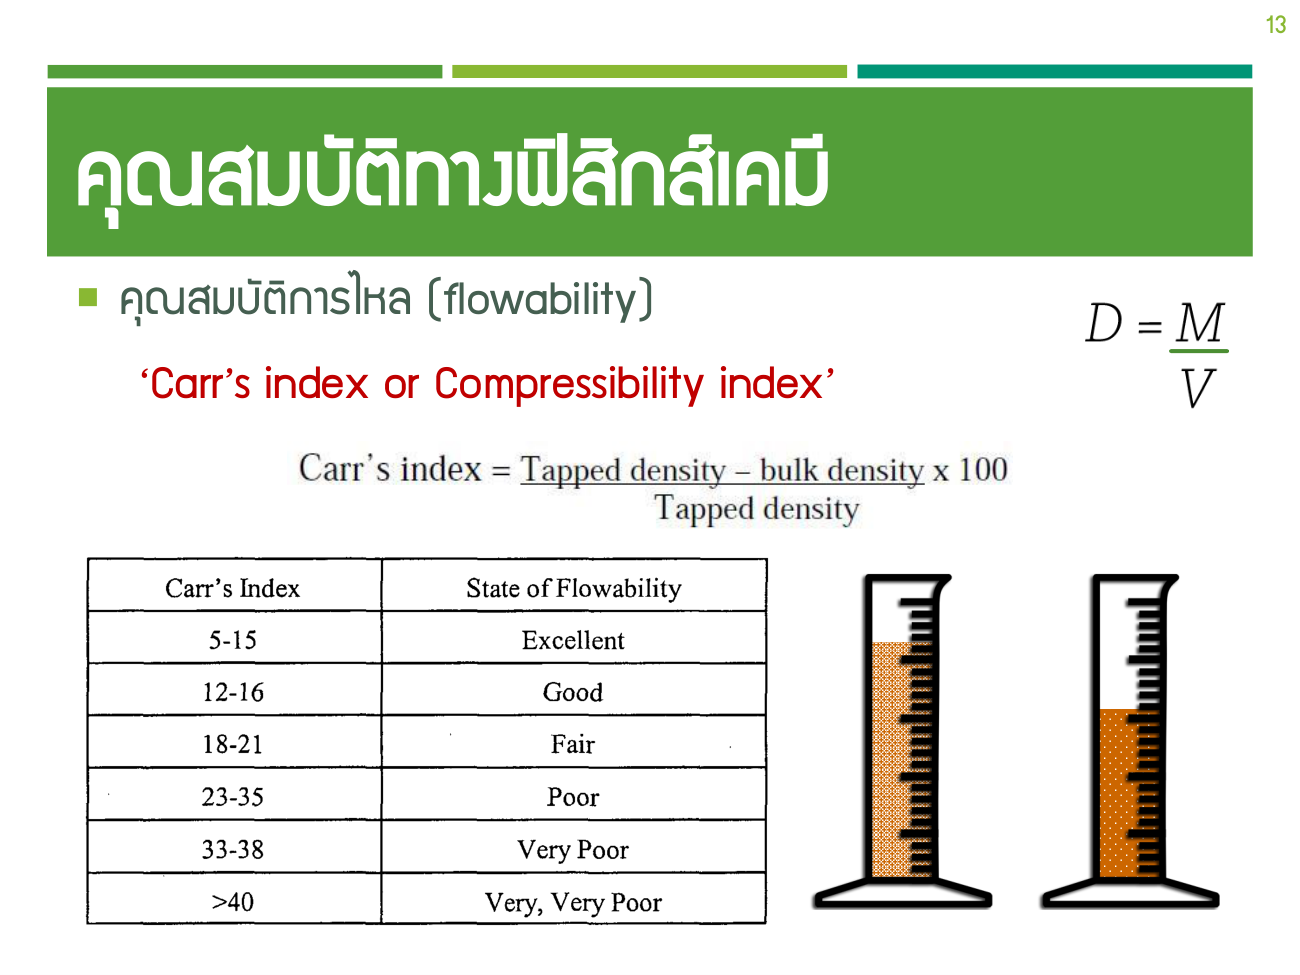 13
คุณสมบัติทางฟิสิกส์เคมี
คุณสมบัติการไหล (flowability)
‘Carr’s index or Compressibility index’
D = M
V
Carr’s index = Tapped density – bulk density x 100
Tapped density
Carr’s Index State of Flowability
5-15 Excellent
12-16 Good
18-21 Fair
23-35 Poor
33-38 Very Poor
>40 Very, Very Poor